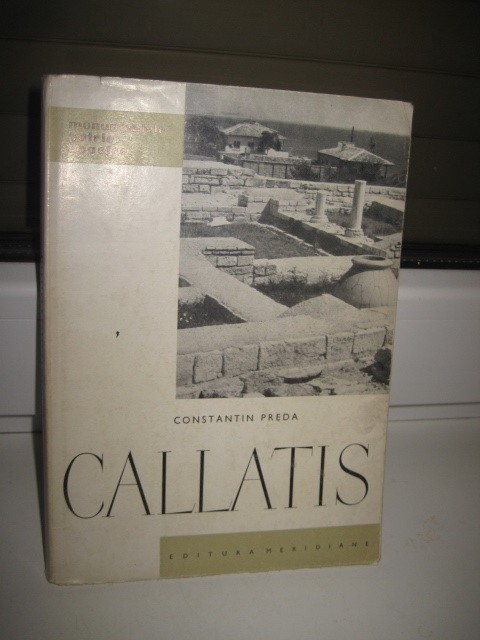 CONSTANTIN PREDA
CALLATIS
EDITURA MERIDIANE